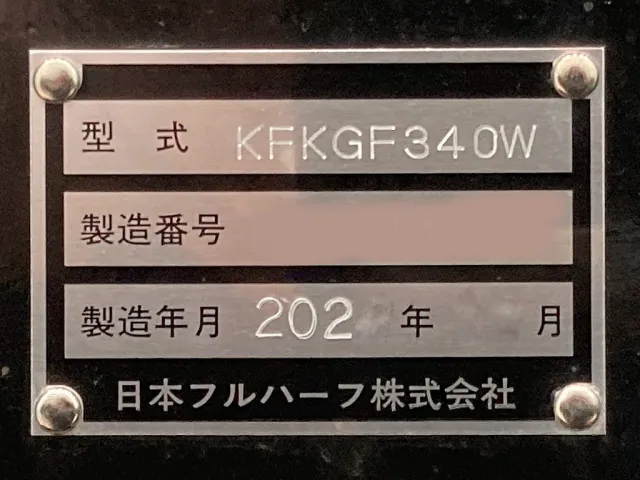 型 式 KFKGF340W
製造番号
製造年月 202 年 月
日本フルハーフ株式会社